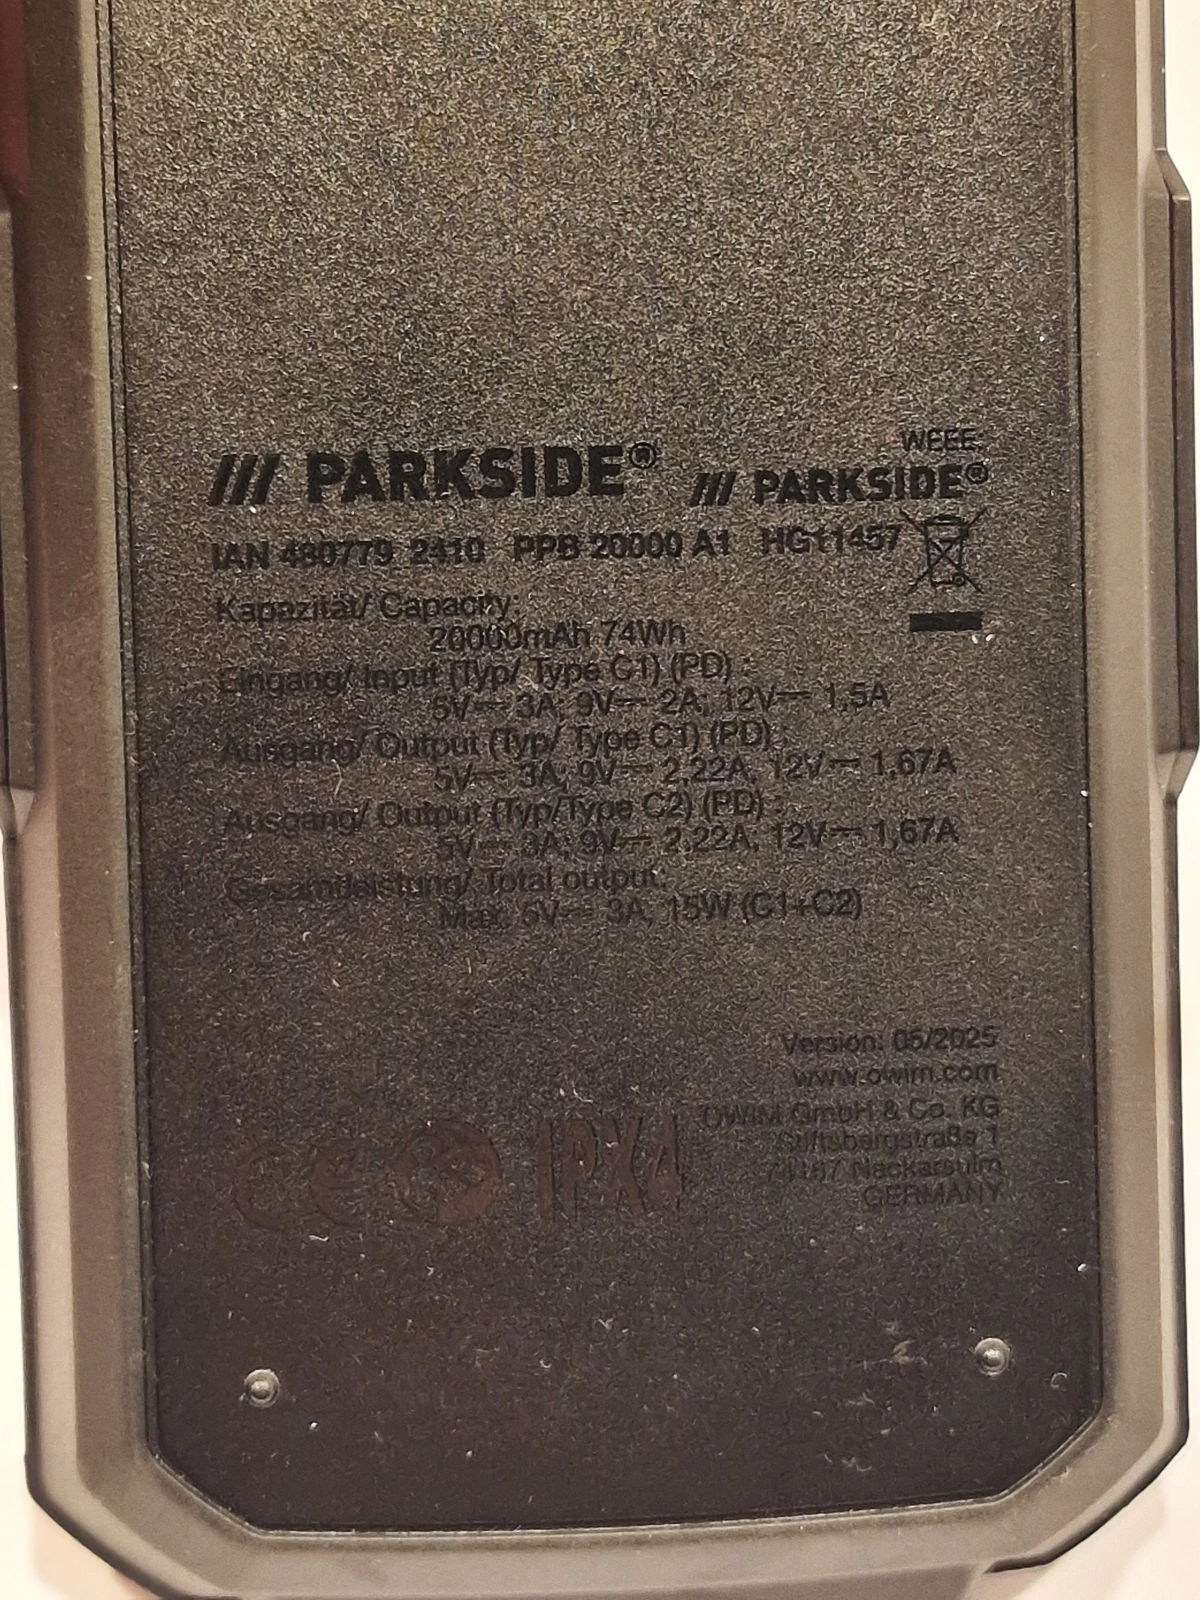 /// PARKSIDE®
WEEE:
/// PARKSIDE®
IAN 480779_2410 PPB 20000 A1 HG11457
Kapazität/ Capacity:
20000mAh 74Wh
Eingang/ Input (Typ/ Type C1) (PD) :
5V⎓ 3A; 9V⎓ 2A; 12V⎓ 1,5A
Ausgang/ Output (Typ/ Type C1) (PD) :
5V⎓ 3A; 9V⎓ 2,22A, 12V⎓ 1,67A
Ausgang/ Output (Typ/Type C2) (PD) :
5V⎓ 3A; 9V⎓ 2,22A, 12V⎓ 1,67A
Gesamtleistung/ Total output:
Max. 5V⎓ 3A, 15W (C1+C2)
Version: 05/2025
www.owim.com
OWIM GmbH & Co. KG
Stiftsbergstraße 1
74167 Neckarsulm
GERMANY
CE IPX4